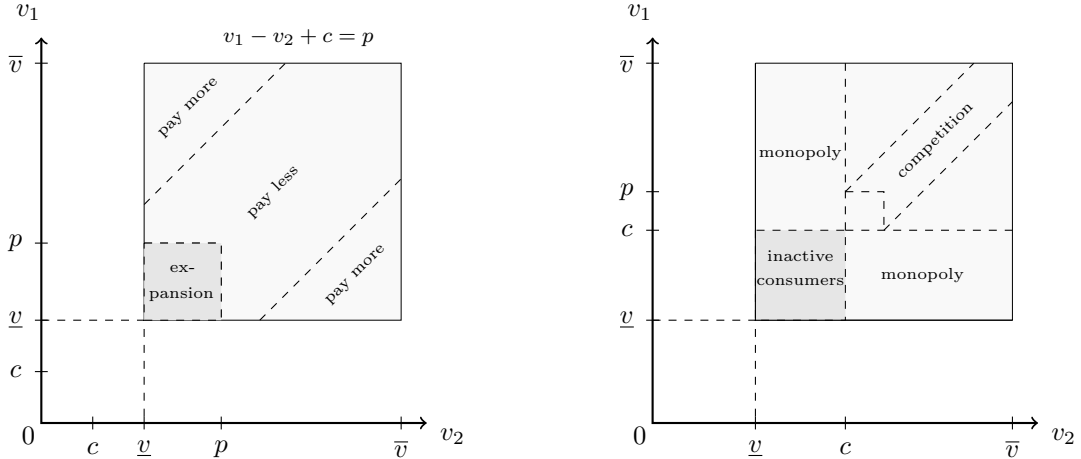 v₁
v₁ − v₂ + c = p
v̅
pay more
pay less
p
ex-
pansion
pay more
v̲
c
0
c
v̲
p
v̅
v₂
v₁
v̅
competition
monopoly
p
c
inactive
consumers
monopoly
v̲
0
v̲
c
v̅
v₂